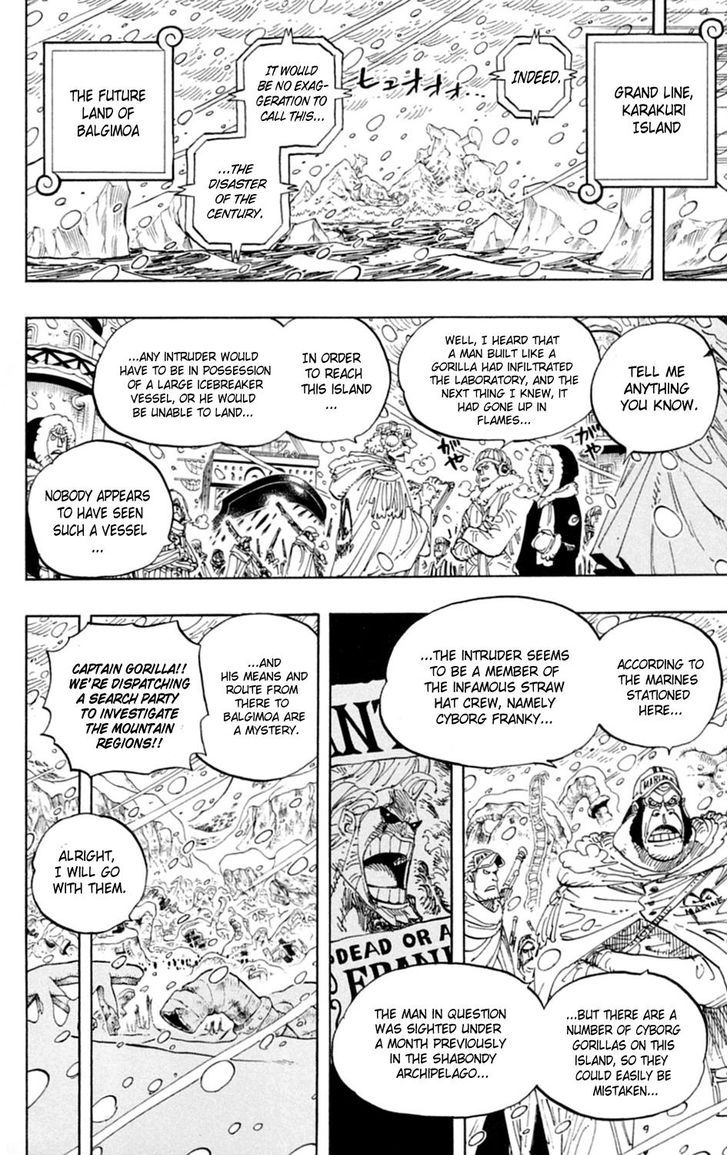 GRAND LINE,
KARAKURI
ISLAND
INDEED.
ヒュオオオォ...
IT WOULD
BE NO EXAG-
GERATION TO
CALL THIS...
...THE
DISASTER OF
THE
CENTURY.
THE FUTURE
LAND OF
BALGIMOA
TELL ME
ANYTHING
YOU KNOW.
WELL, I HEARD THAT
A MAN BUILT LIKE A
GORILLA HAD INFILTRATED
THE LABORATORY, AND THE
NEXT THING I KNEW, IT
HAD GONE UP IN
FLAMES...
IN ORDER
TO REACH
THIS ISLAND
...
...ANY INTRUDER WOULD
HAVE TO BE IN POSSESSION
OF A LARGE ICEBREAKER
VESSEL, OR HE WOULD
BE UNABLE TO LAND...
NOBODY APPEARS
TO HAVE SEEN
SUCH A VESSEL
...
ガヤ
ガヤ
ACCORDING
TO THE
MARINES
STATIONED
HERE...
...THE INTRUDER SEEMS
TO BE A MEMBER OF
THE INFAMOUS STRAW
HAT CREW, NAMELY
CYBORG FRANKY...
MARINE
ANT
DEAD OR A
FRANK
...BUT THERE ARE A
NUMBER OF CYBORG
GORILLAS ON THIS
ISLAND, SO THEY
COULD EASILY BE
MISTAKEN...
THE MAN IN QUESTION
WAS SIGHTED UNDER
A MONTH PREVIOUSLY
IN THE SHABONDY
ARCHIPELAGO...
...AND
HIS MEANS AND
ROUTE FROM
THERE TO
BALGIMOA ARE
A MYSTERY.
CAPTAIN GORILLA!!
WE'RE DISPATCHING
A SEARCH PARTY
TO INVESTIGATE
THE MOUNTAIN
REGIONS!!
ALRIGHT,
I WILL GO
WITH THEM.